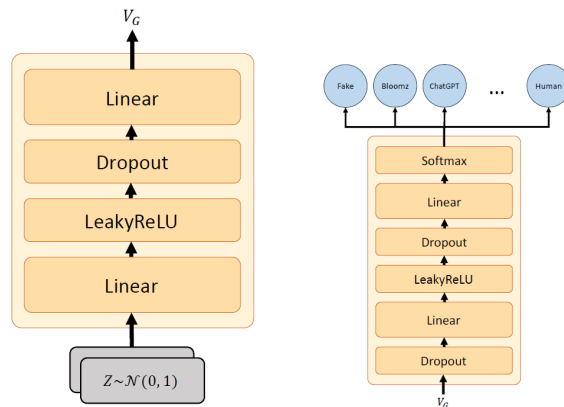 V_G
Linear
Dropout
LeakyReLU
Linear
Z~𝒩(0,1)
Fake Bloomz ChatGPT ... Human
Softmax
Linear
Dropout
LeakyReLU
Linear
Dropout
V_G